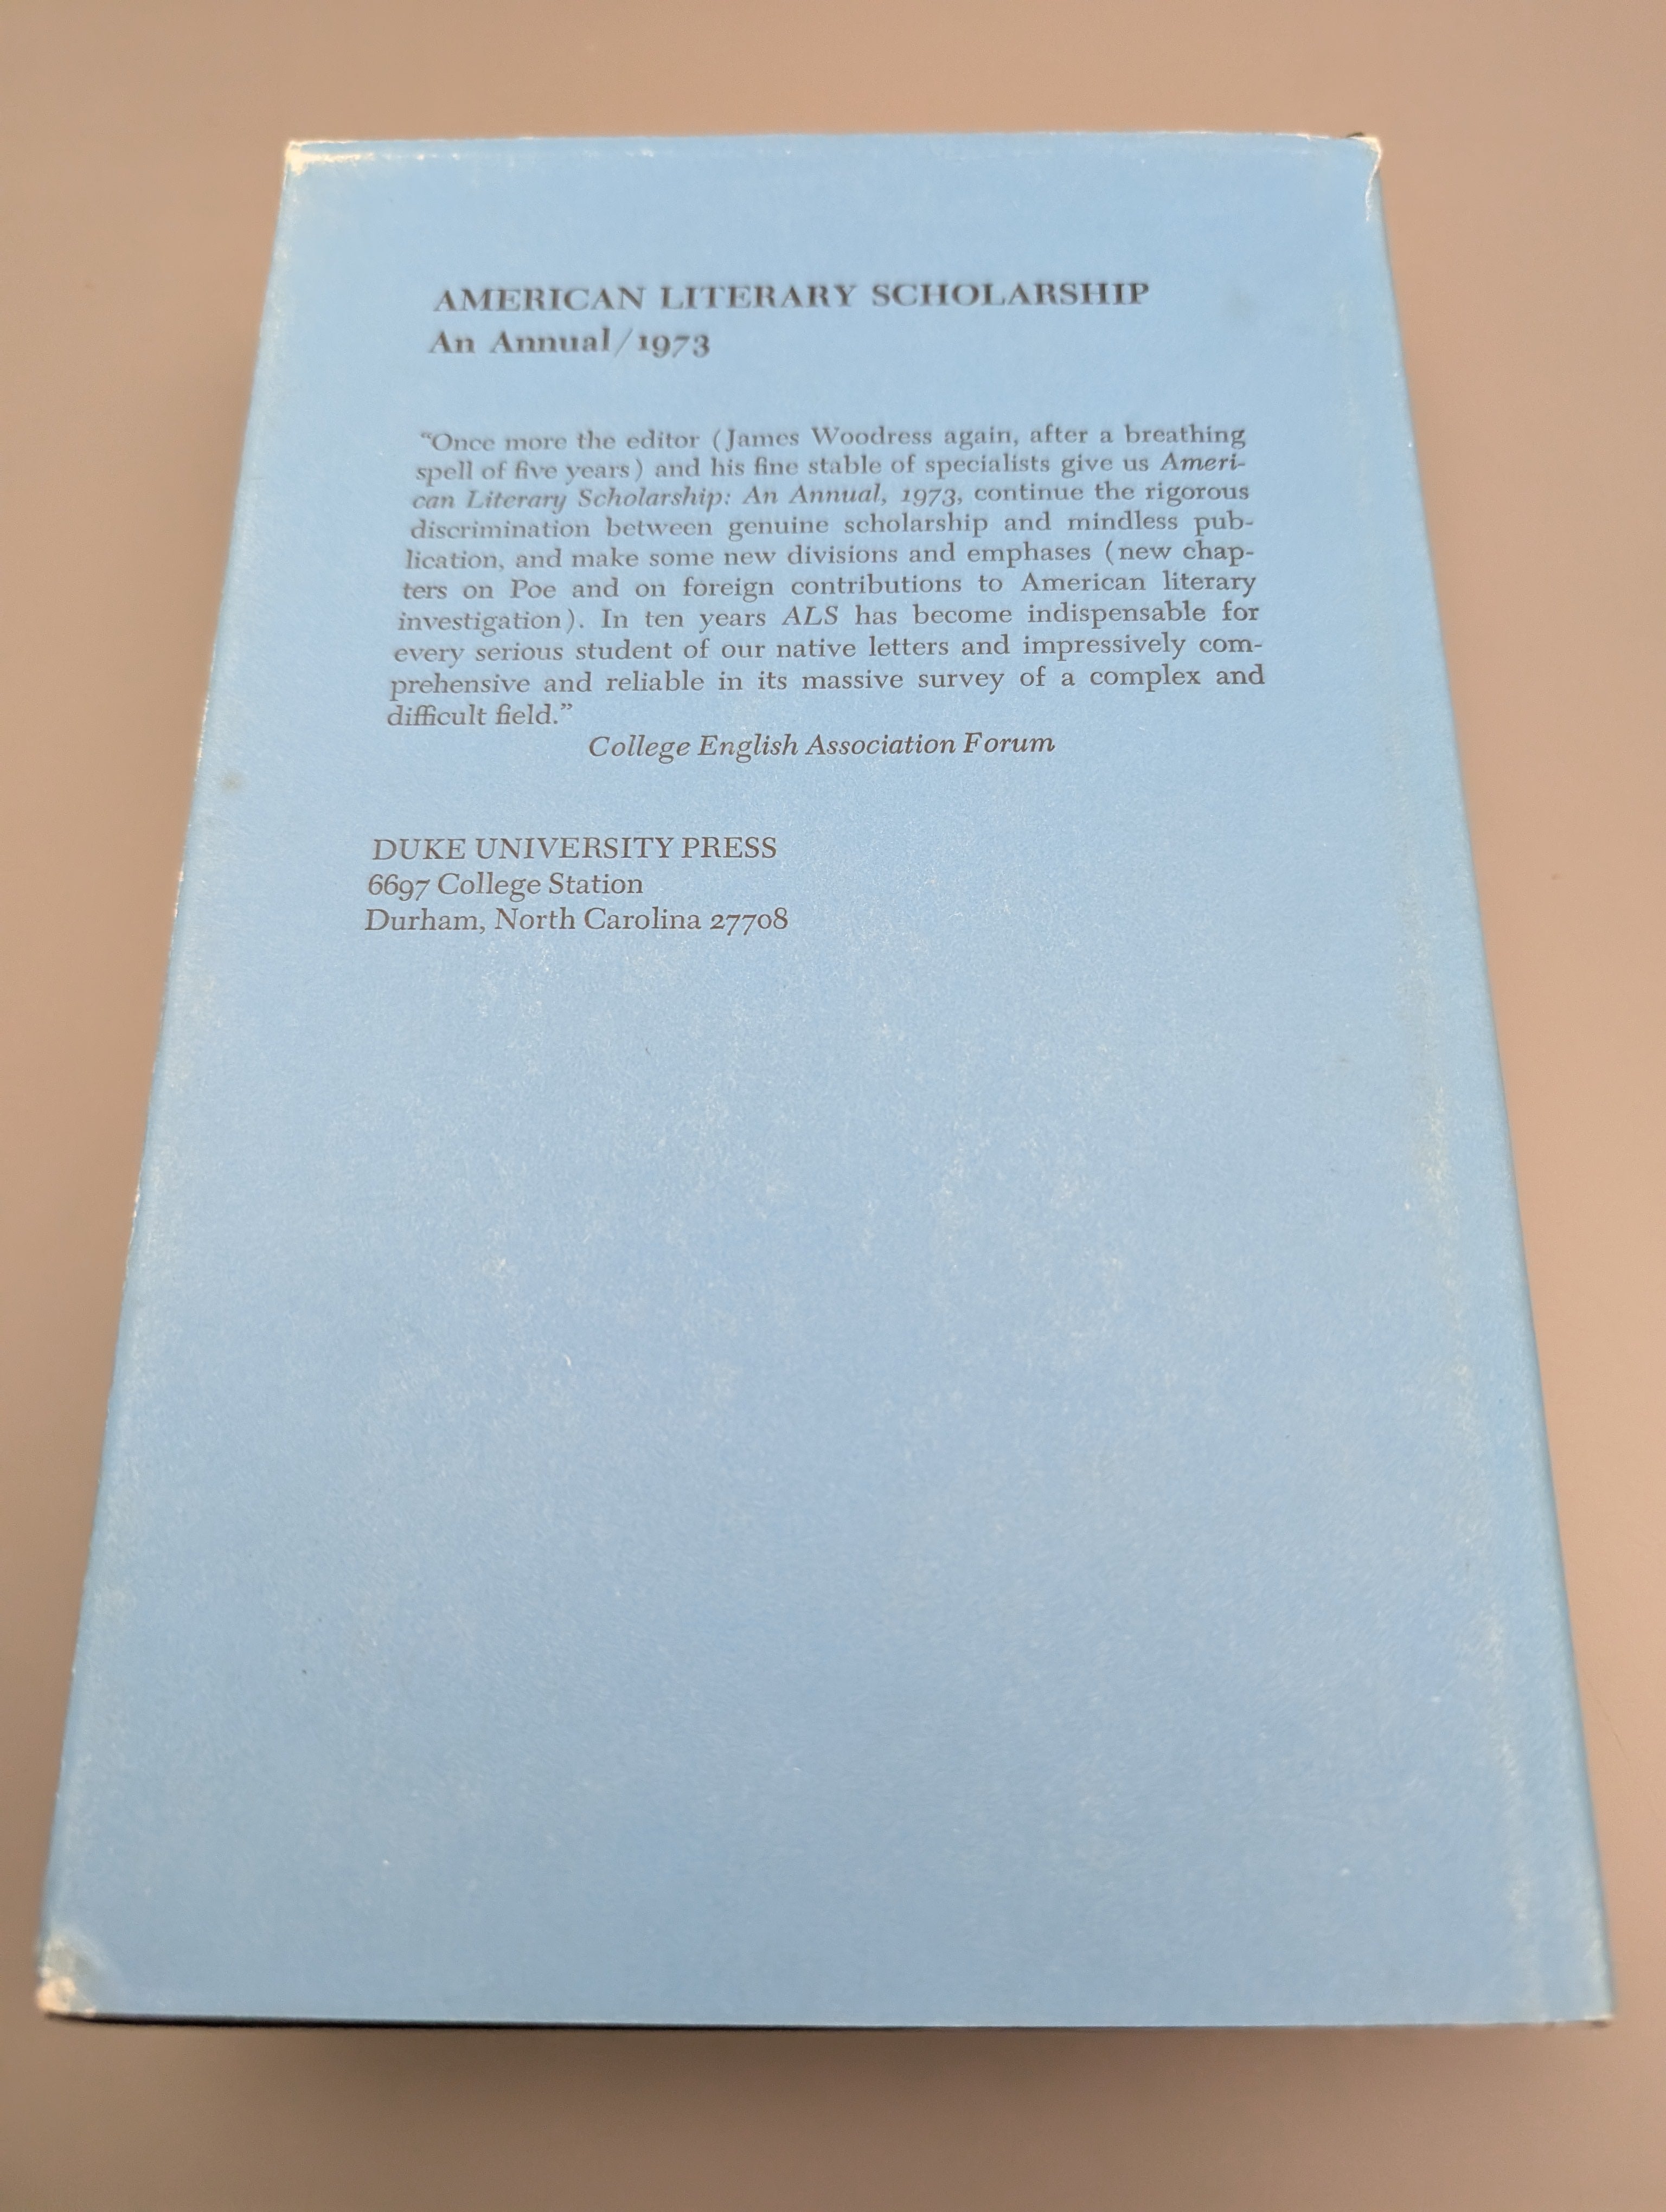 AMERICAN LITERARY SCHOLARSHIP
An Annual/1973
“Once more the editor (James Woodress again, after a breathing
spell of five years) and his fine stable of specialists give us Ameri-
can Literary Scholarship: An Annual, 1973, continue the rigorous
discrimination between genuine scholarship and mindless pub-
lication, and make some new divisions and emphases (new chap-
ters on Poe and on foreign contributions to American literary
investigation). In ten years ALS has become indispensable for
every serious student of our native letters and impressively com-
prehensive and reliable in its massive survey of a complex and
difficult field.”
College English Association Forum
DUKE UNIVERSITY PRESS
6697 College Station
Durham, North Carolina 27708